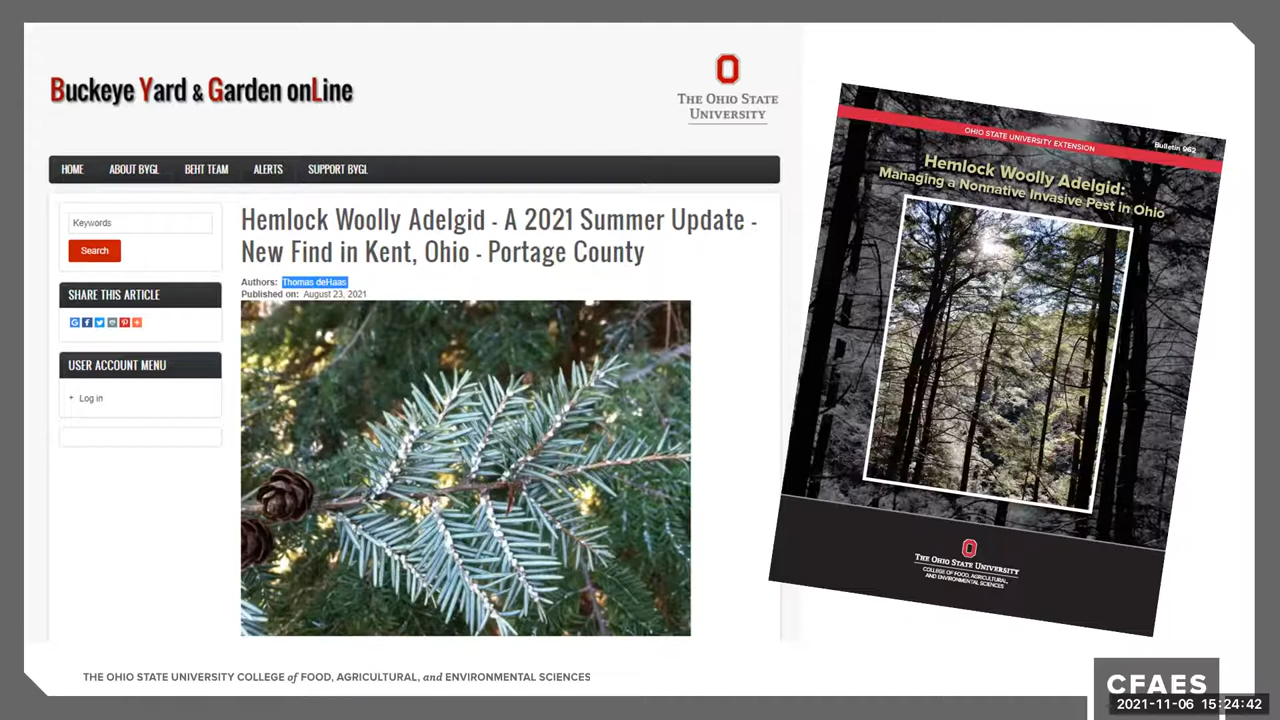 Buckeye Yard & Garden onLine
THE OHIO STATE
UNIVERSITY
HOME ABOUT BYGL BEHT TEAM ALERTS SUPPORT BYGL
Keywords
Search
SHARE THIS ARTICLE
USER ACCOUNT MENU
Log in
Hemlock Woolly Adelgid - A 2021 Summer Update -
New Find in Kent, Ohio - Portage County
Authors: Thomas deHaas
Published on: August 23, 2021
OHIO STATE UNIVERSITY EXTENSION
Bulletin 962
Hemlock Woolly Adelgid:
Managing a Nonnative Invasive Pest in Ohio
THE OHIO STATE UNIVERSITY
COLLEGE OF FOOD, AGRICULTURAL,
AND ENVIRONMENTAL SCIENCES
THE OHIO STATE UNIVERSITY COLLEGE of FOOD, AGRICULTURAL, and ENVIRONMENTAL SCIENCES
CFAES
2021-11-06 15:24:42